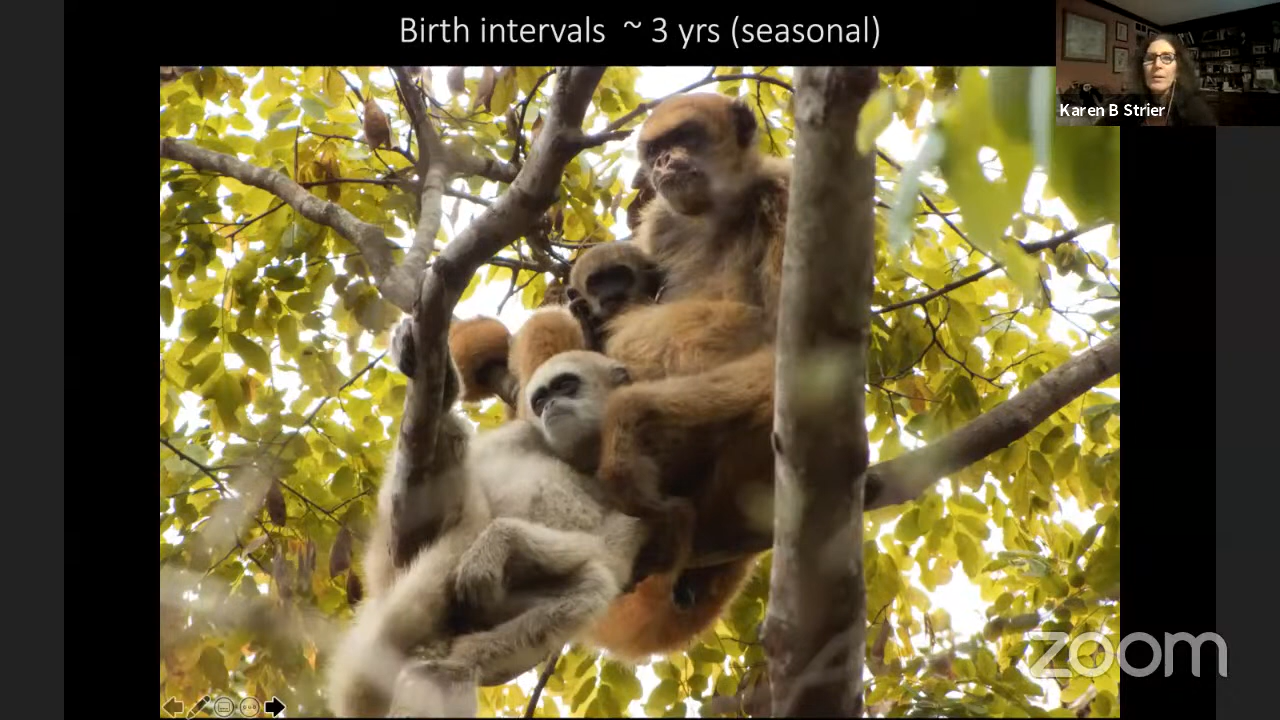 Birth intervals ~ 3 yrs (seasonal)
Karen B Strier
zoom